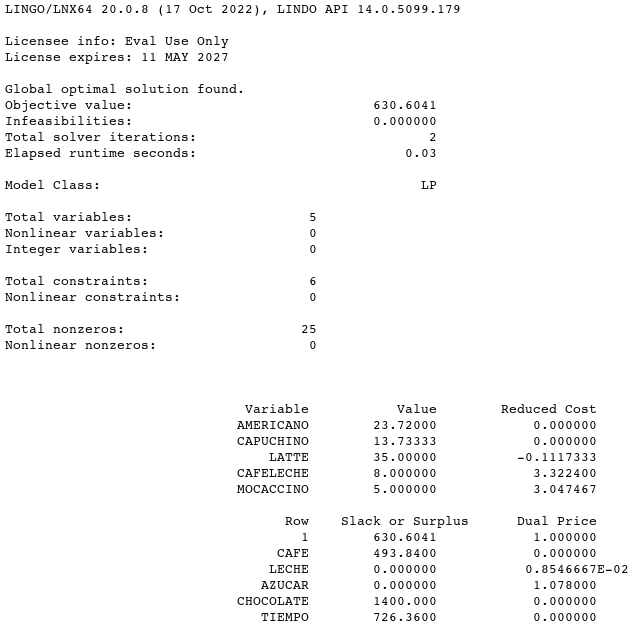 LINGO/LNX64 20.0.8 (17 Oct 2022), LINDO API 14.0.5099.179
Licensee info: Eval Use Only
License expires: 11 MAY 2027
Global optimal solution found.
Objective value: 630.6041
Infeasibilities: 0.000000
Total solver iterations: 2
Elapsed runtime seconds: 0.03
Model Class: LP
Total variables: 5
Nonlinear variables: 0
Integer variables: 0
Total constraints: 6
Nonlinear constraints: 0
Total nonzeros: 25
Nonlinear nonzeros: 0
Variable Value Reduced Cost
AMERICANO 23.72000 0.000000
CAPUCHINO 13.73333 0.000000
LATTE 35.00000 -0.1117333
CAFELECHE 8.000000 3.322400
MOCACCINO 5.000000 3.047467
Row Slack or Surplus Dual Price
1 630.6041 1.000000
CAFE 493.8400 0.000000
LECHE 0.000000 0.8546667E-02
AZUCAR 0.000000 1.078000
CHOCOLATE 1400.000 0.000000
TIEMPO 726.3600 0.000000